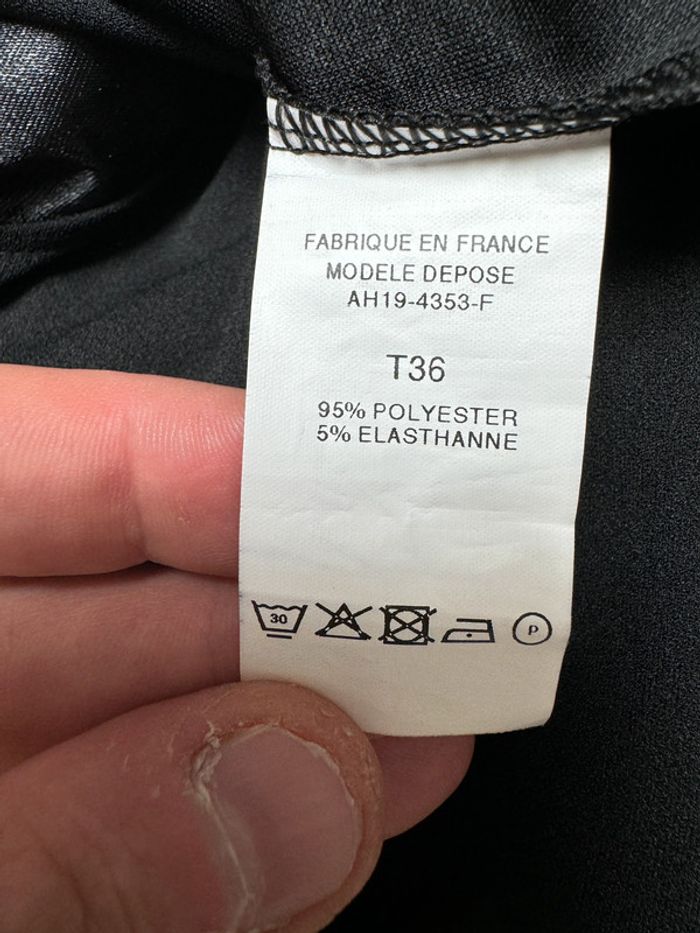 FABRIQUE EN FRANCE
MODELE DEPOSE
AH19-4353-F
T36
95% POLYESTER
5% ELASTHANNE
30 P